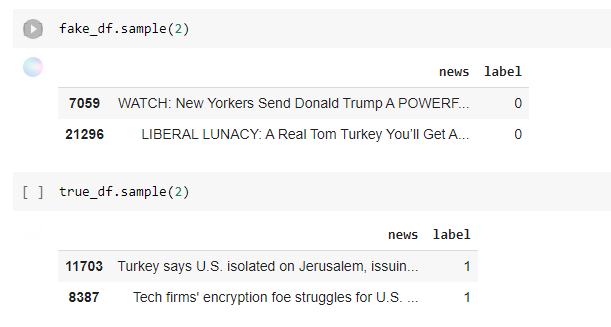 fake_df.sample(2)
news label
7059 WATCH: New Yorkers Send Donald Trump A POWERF... 0
21296 LIBERAL LUNACY: A Real Tom Turkey You’ll Get A... 0
[ ] true_df.sample(2)
news label
11703 Turkey says U.S. isolated on Jerusalem, issuin... 1
8387 Tech firms' encryption foe struggles for U.S. ... 1